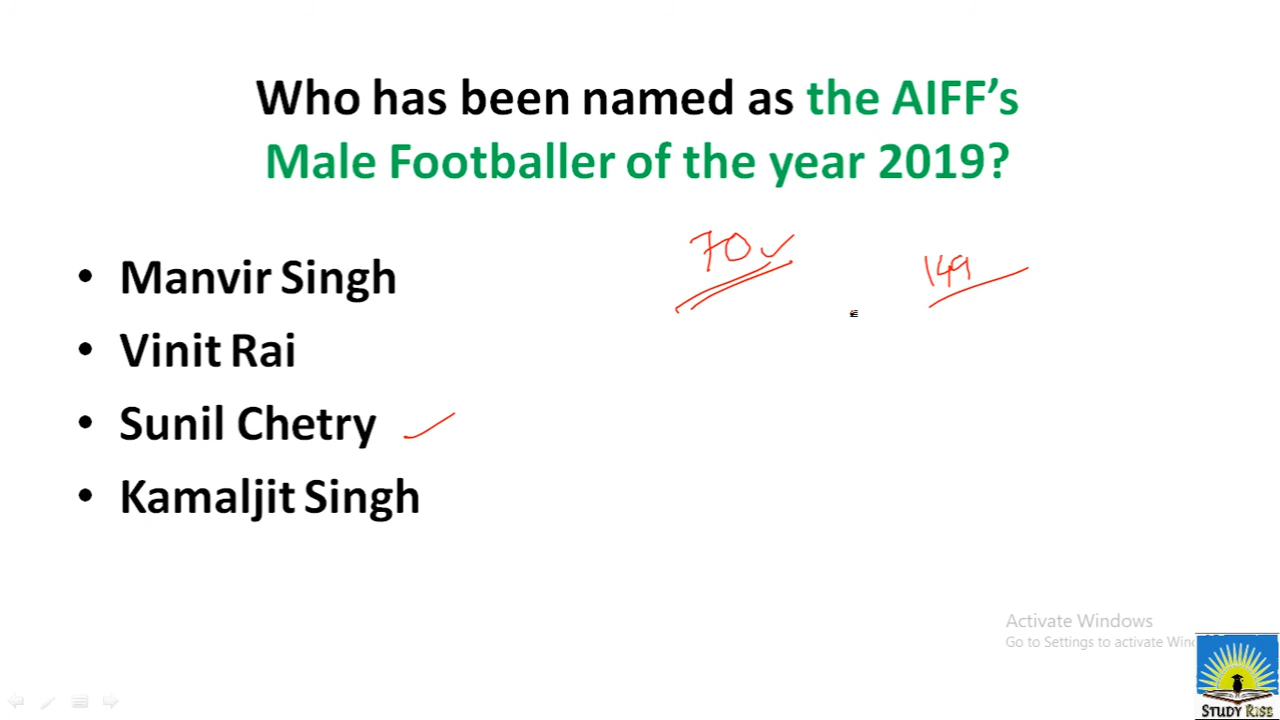 Who has been named as the AIFF's
Male Footballer of the year 2019?
70
149
• Manvir Singh
• Vinit Rai
• Sunil Chetry
• Kamaljit Singh
Activate Windows
Go to Settings to activate
STUDY RISE